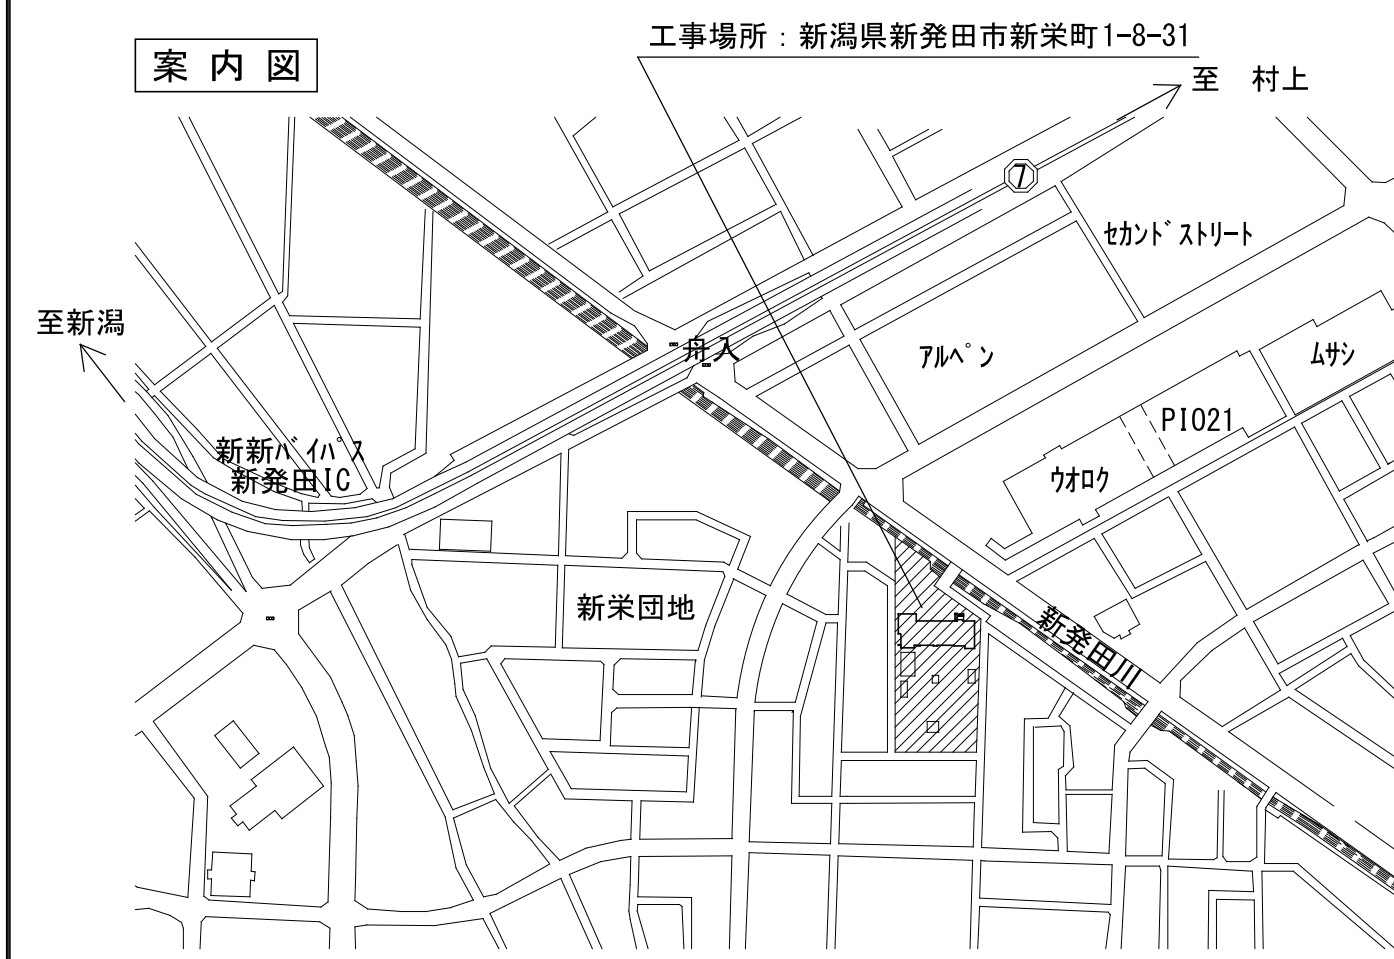 工事場所：新潟県新発田市新栄町1-8-31
案内図
至　村上
7
セカンドストリート
至新潟
舟入
アルペン
ムサシ
PIO21
新新バイパス
新発田IC
ウオロク
新栄団地
新発田川